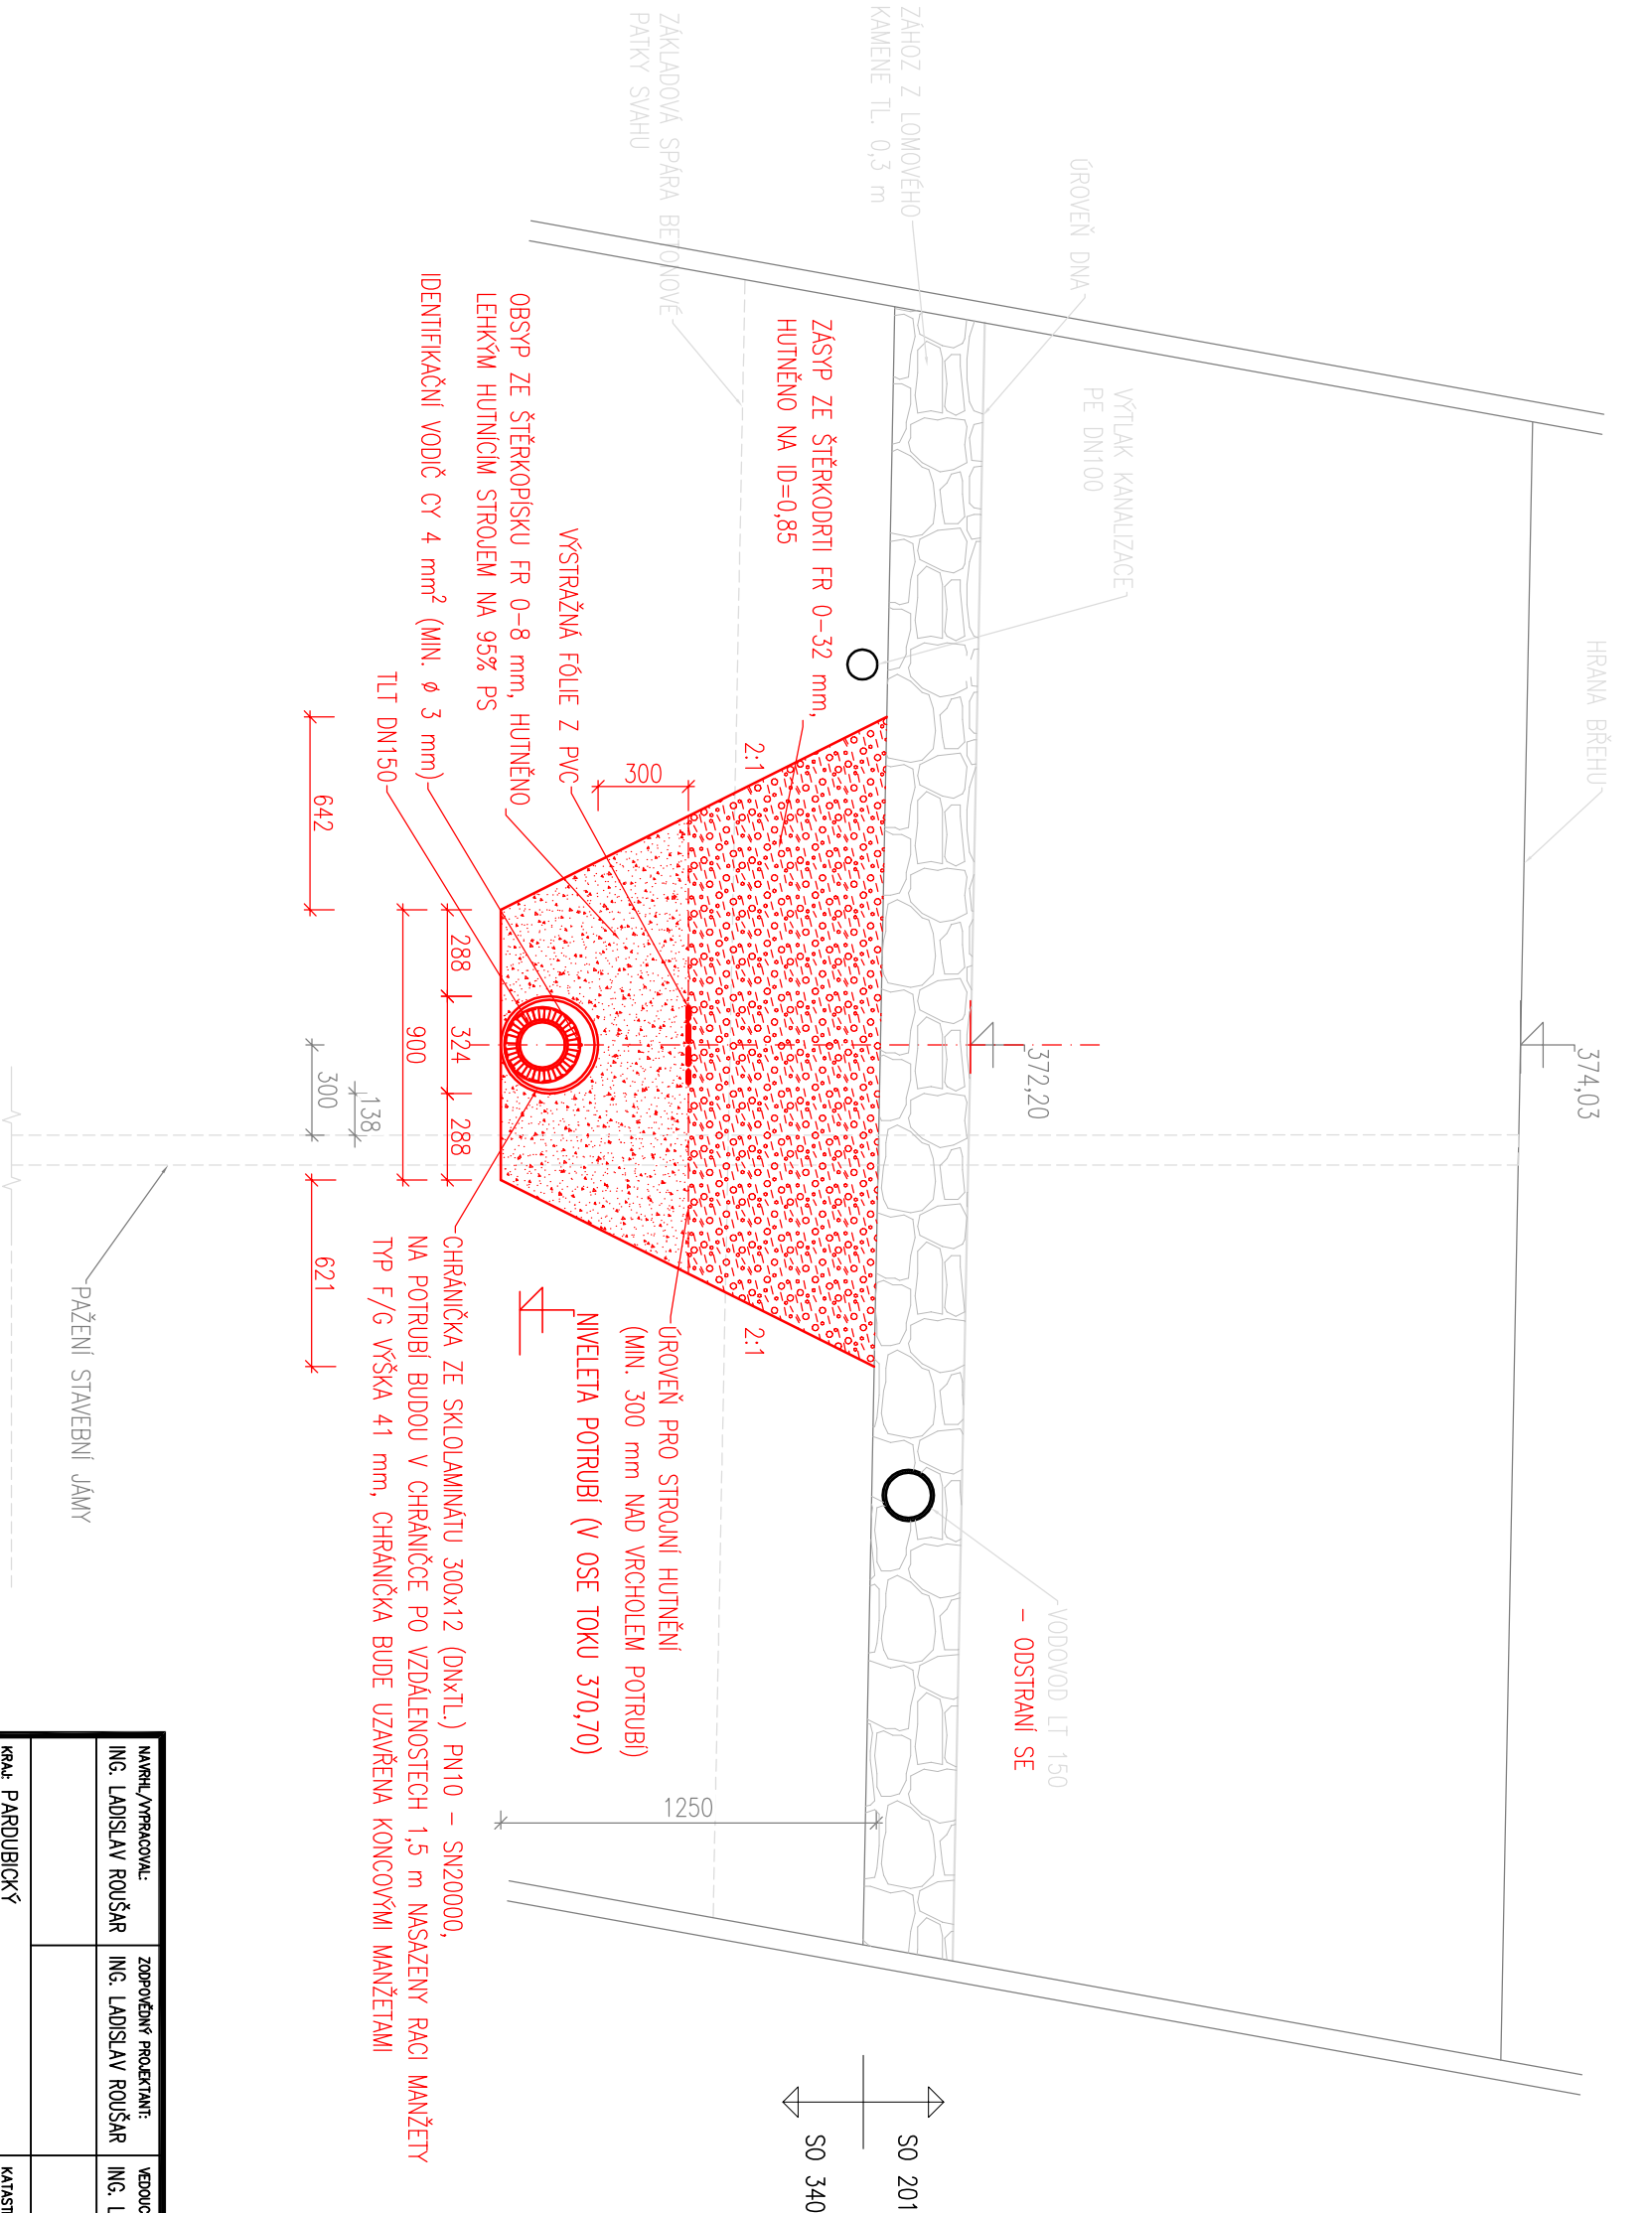 HRANA BŘEHU
374,03
372,20
ÚROVEŇ DNA
ZÁHOZ Z LOMOVÉHO
KAMENE TL. 0,3 m
VÝTLAK KANALIZACE
PE DN100
ZÁKLADOVÁ SPÁRA BETONOVÉ
PATKY SVAHU
ZÁSYP ZE ŠTĚRKODRTI FR 0-32 mm,
HUTNĚNO NA ID=0,85
VÝSTRAŽNÁ FÓLIE Z PVC
OBSYP ZE ŠTĚRKOPÍSKU FR 0-8 mm, HUTNĚNO
LEHKÝM HUTNÍCÍM STROJEM NA 95% PS
IDENTIFIKAČNÍ VODIČ CY 4 mm² (MIN. ø 3 mm)
TLT DN150
2:1
2:1
300
642
288
324
288
900
621
138
300
1250
VODOVOD LT 150
- ODSTRANÍ SE
ÚROVEŇ PRO STROJNÍ HUTNĚNÍ
(MIN. 300 mm NAD VRCHOLEM POTRUBÍ)
NIVELETA POTRUBÍ (V OSE TOKU 370,70)
CHRÁNIČKA ZE SKLOLAMINÁTU 300x12 (DNxTL.) PN10 - SN20000,
NA POTRUBÍ BUDOU V CHRÁNIČCE PO VZDÁLENOSTECH 1,5 m NASAZENY RACI MANŽETY
TYP F/G VÝŠKA 41 mm, CHRÁNIČKA BUDE UZAVŘENA KONCOVÝMI MANŽETAMI
PAŽENÍ STAVEBNÍ JÁMY
SO 201
SO 340
NAVRHL/VYPRACOVAL: ZODPOVĚDNÝ PROJEKTANT: VEDOUC
ING. LADISLAV ROUŠAR ING. LADISLAV ROUŠAR ING. L
KRAJ: PARDUBICKÝ KATAST